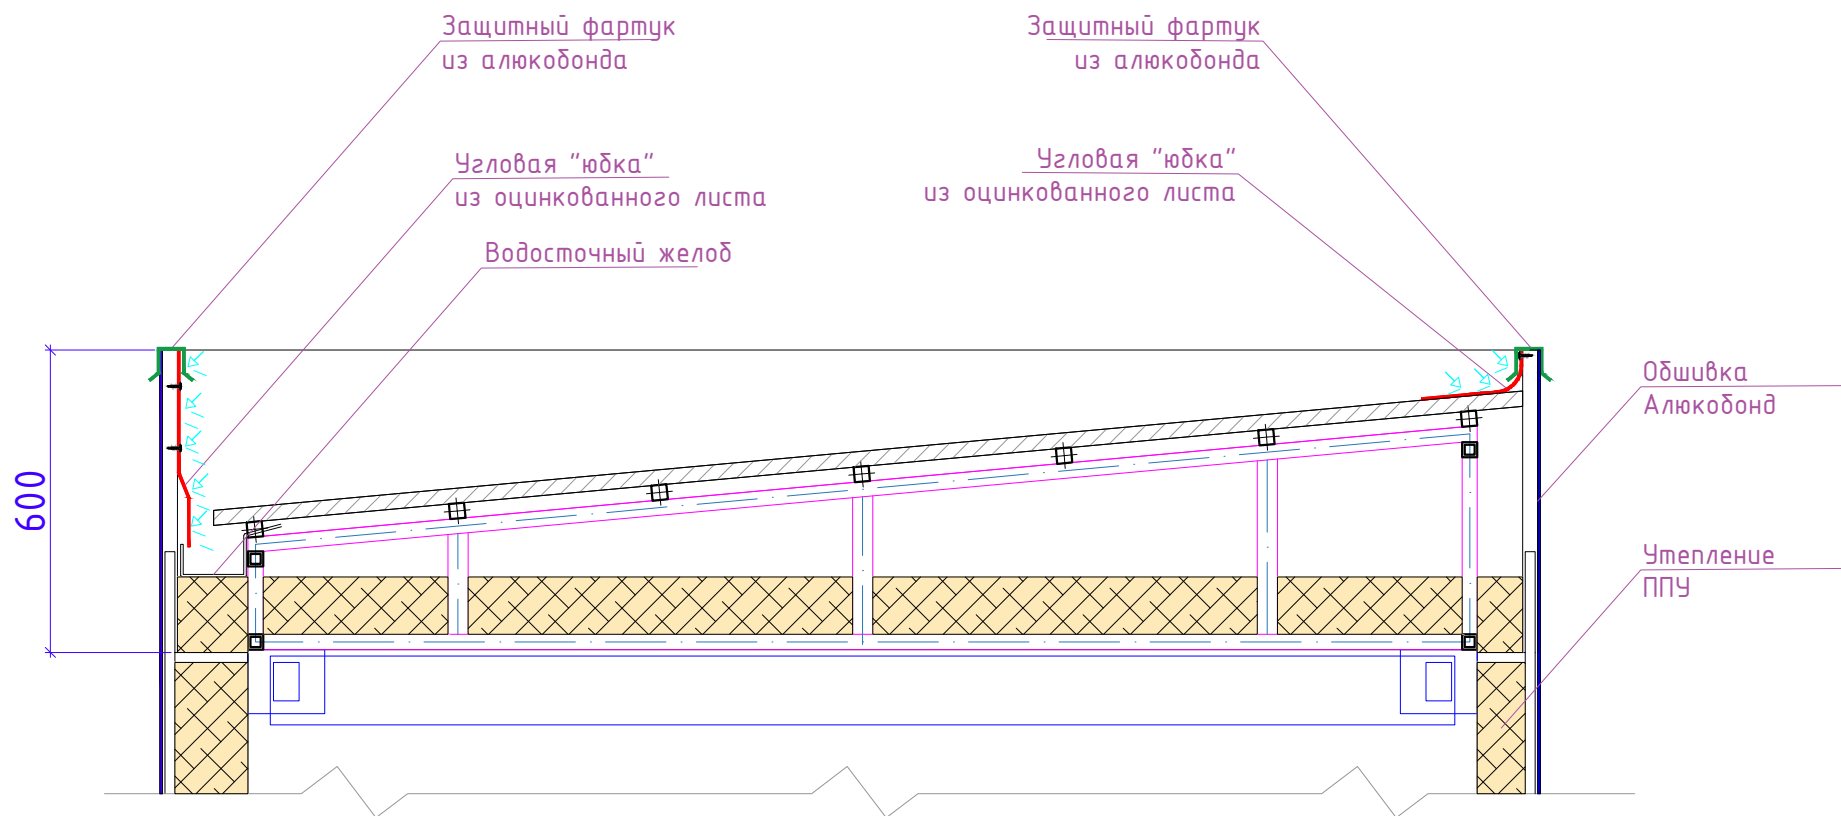 Защитный фартук
из алюкобонда
Защитный фартук
из алюкобонда
Угловая "юбка"
из оцинкованного листа
Угловая "юбка"
из оцинкованного листа
Водосточный желоб
Обшивка
Алюкобонд
600
Утепление
ППУ